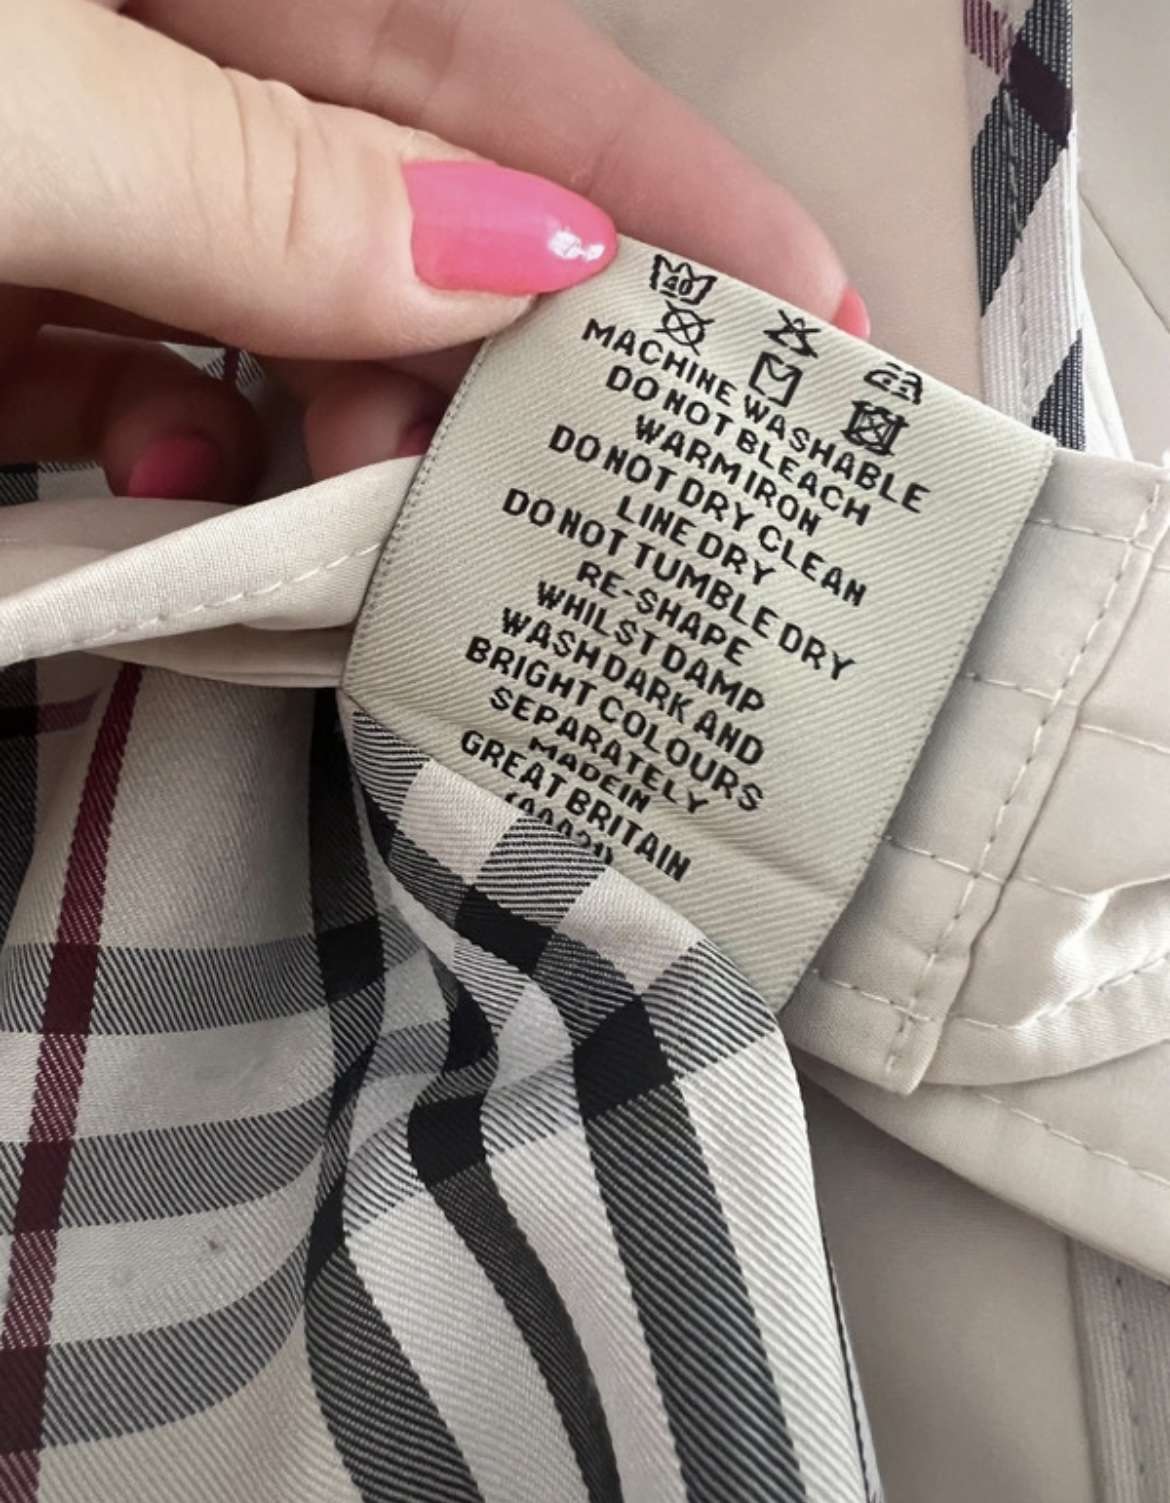 40
MACHINE WASHABLE
DO NOT BLEACH
WARM IRON
DO NOT DRY CLEAN
LINE DRY
DO NOT TUMBLE DRY
RE-SHAPE
WHILST DAMP
WASH DARK AND
BRIGHT COLOURS
SEPARATELY
MADE IN
GREAT BRITAIN